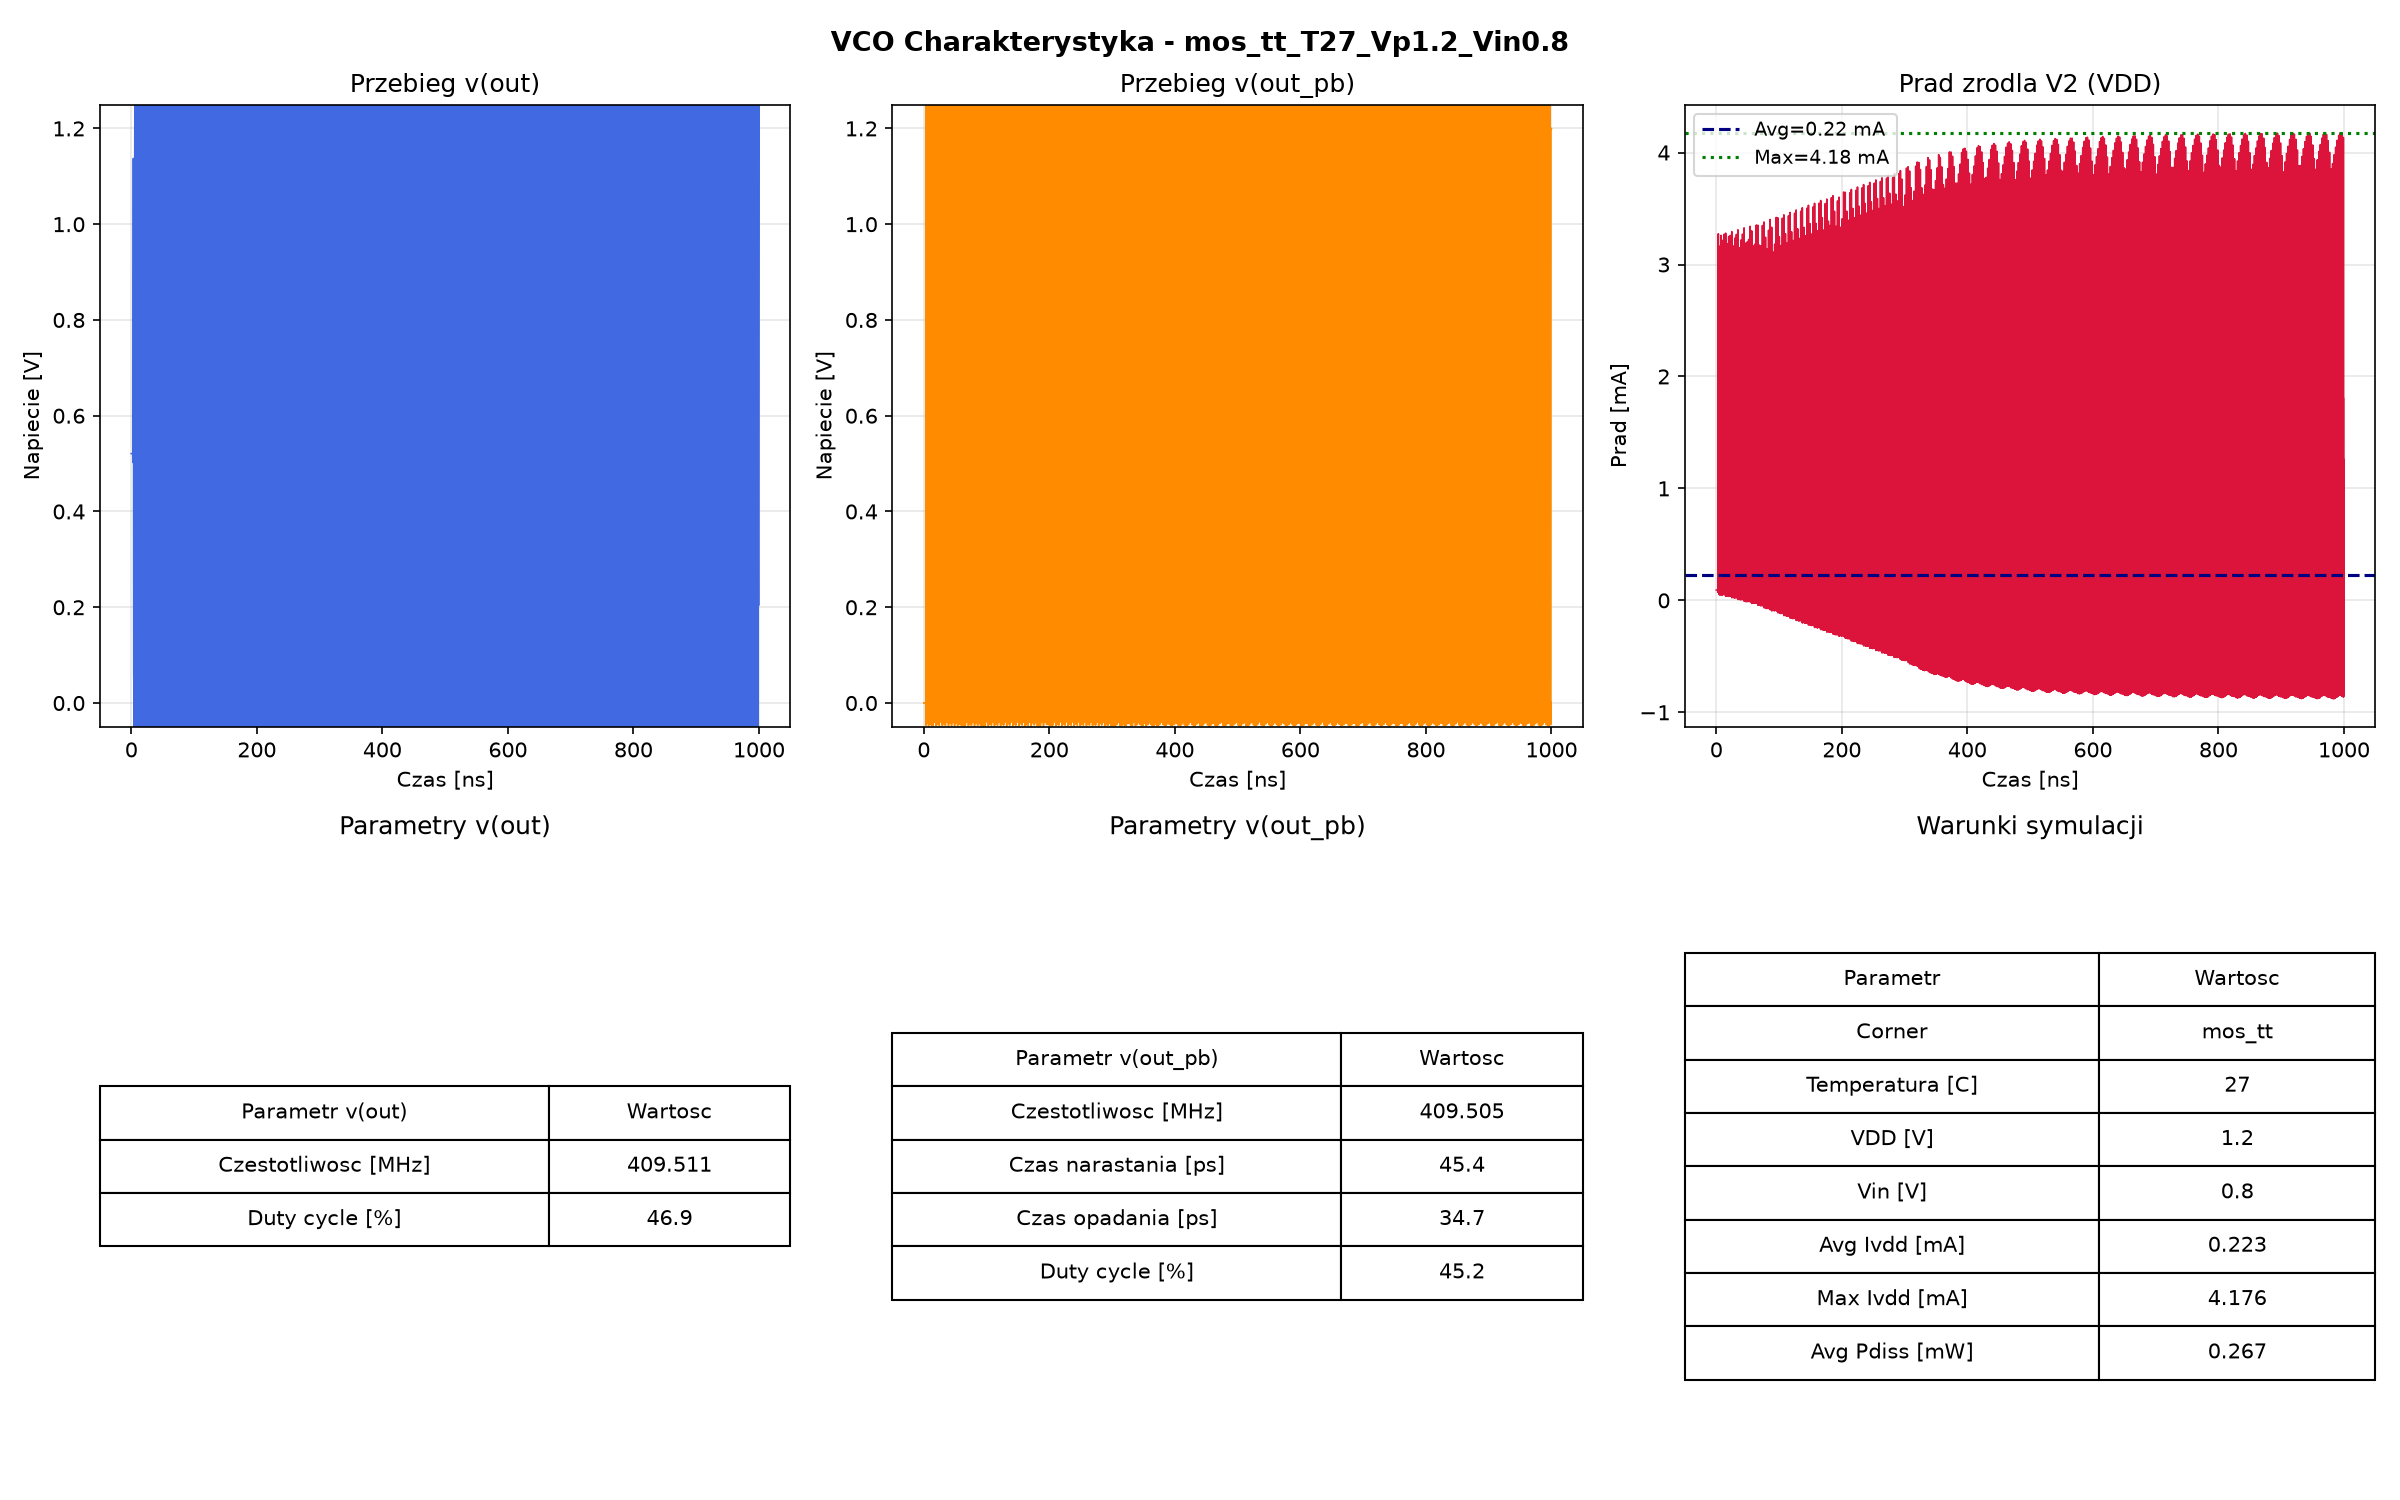 VCO Charakterystyka - mos_tt_T27_Vp1.2_Vin0.8
Przebieg v(out)
Napiecie [V]
1.2
1.0
0.8
0.6
0.4
0.2
0.0
0 200 400 600 800 1000
Czas [ns]
Przebieg v(out_pb)
Napiecie [V]
1.2
1.0
0.8
0.6
0.4
0.2
0.0
0 200 400 600 800 1000
Czas [ns]
Prad zrodla V2 (VDD)
Avg=0.22 mA
Max=4.18 mA
Prad [mA]
4
3
2
1
0
−1
0 200 400 600 800 1000
Czas [ns]
Parametry v(out)
Parametr v(out) Wartosc
Czestotliwosc [MHz] 409.511
Duty cycle [%] 46.9
Parametry v(out_pb)
Parametr v(out_pb) Wartosc
Czestotliwosc [MHz] 409.505
Czas narastania [ps] 45.4
Czas opadania [ps] 34.7
Duty cycle [%] 45.2
Warunki symulacji
Parametr Wartosc
Corner mos_tt
Temperatura [C] 27
VDD [V] 1.2
Vin [V] 0.8
Avg Ivdd [mA] 0.223
Max Ivdd [mA] 4.176
Avg Pdiss [mW] 0.267